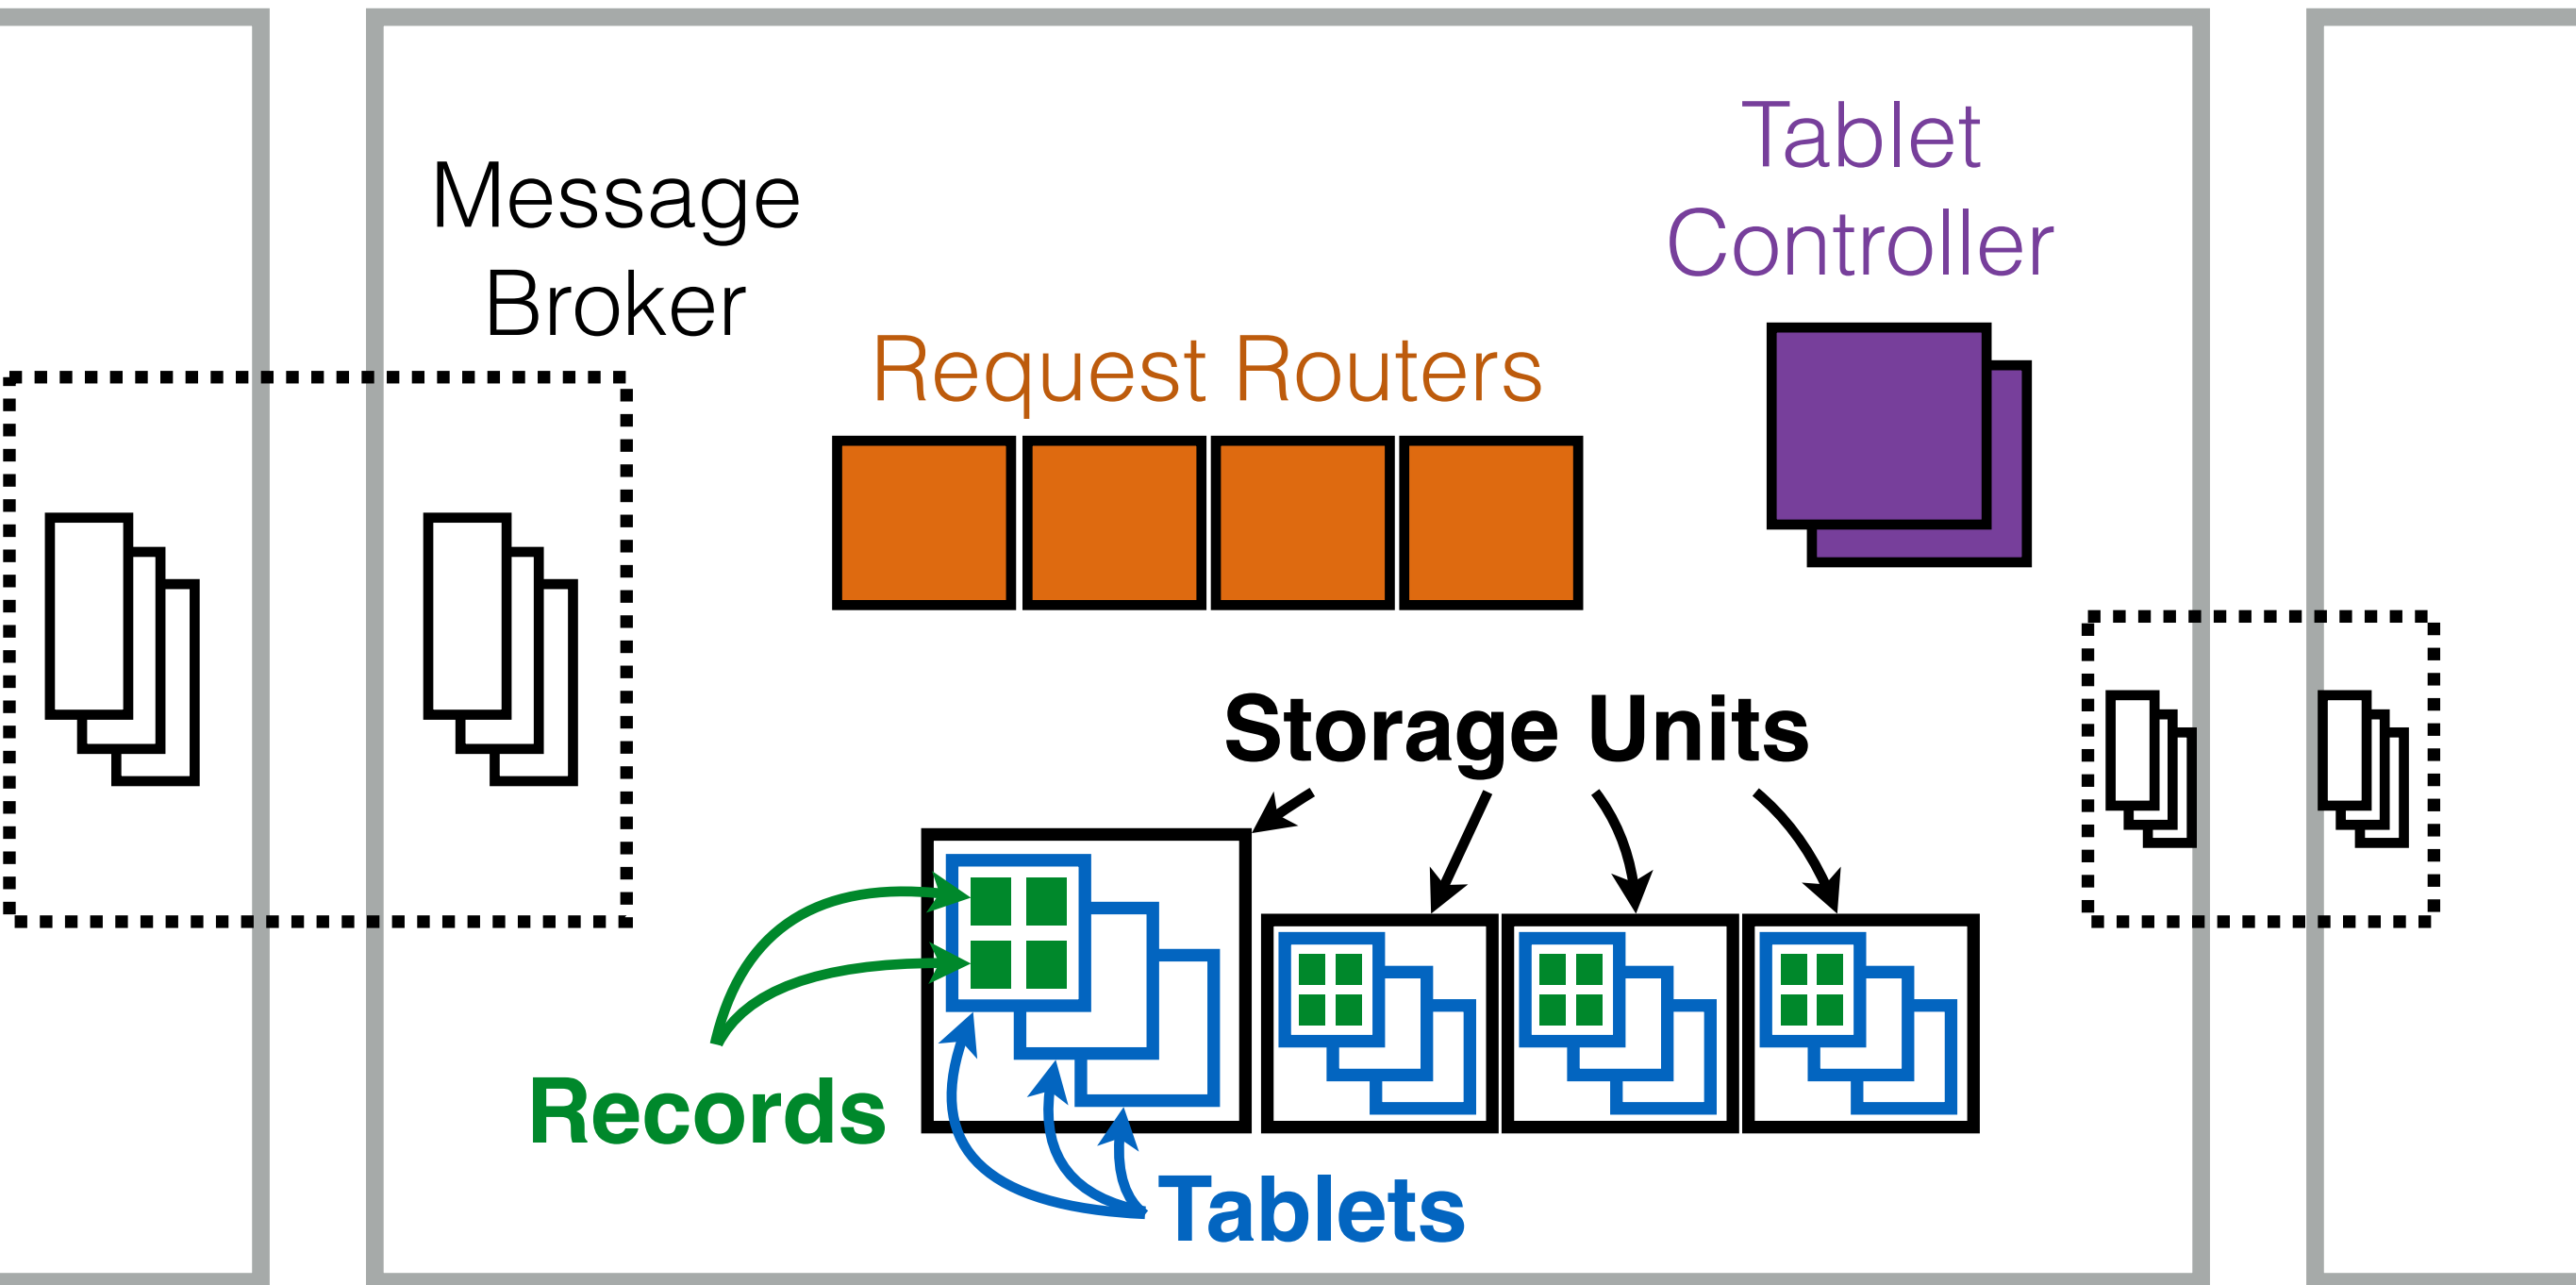 Message
Broker
Request Routers
Tablet
Controller
Storage Units
Records
Tablets